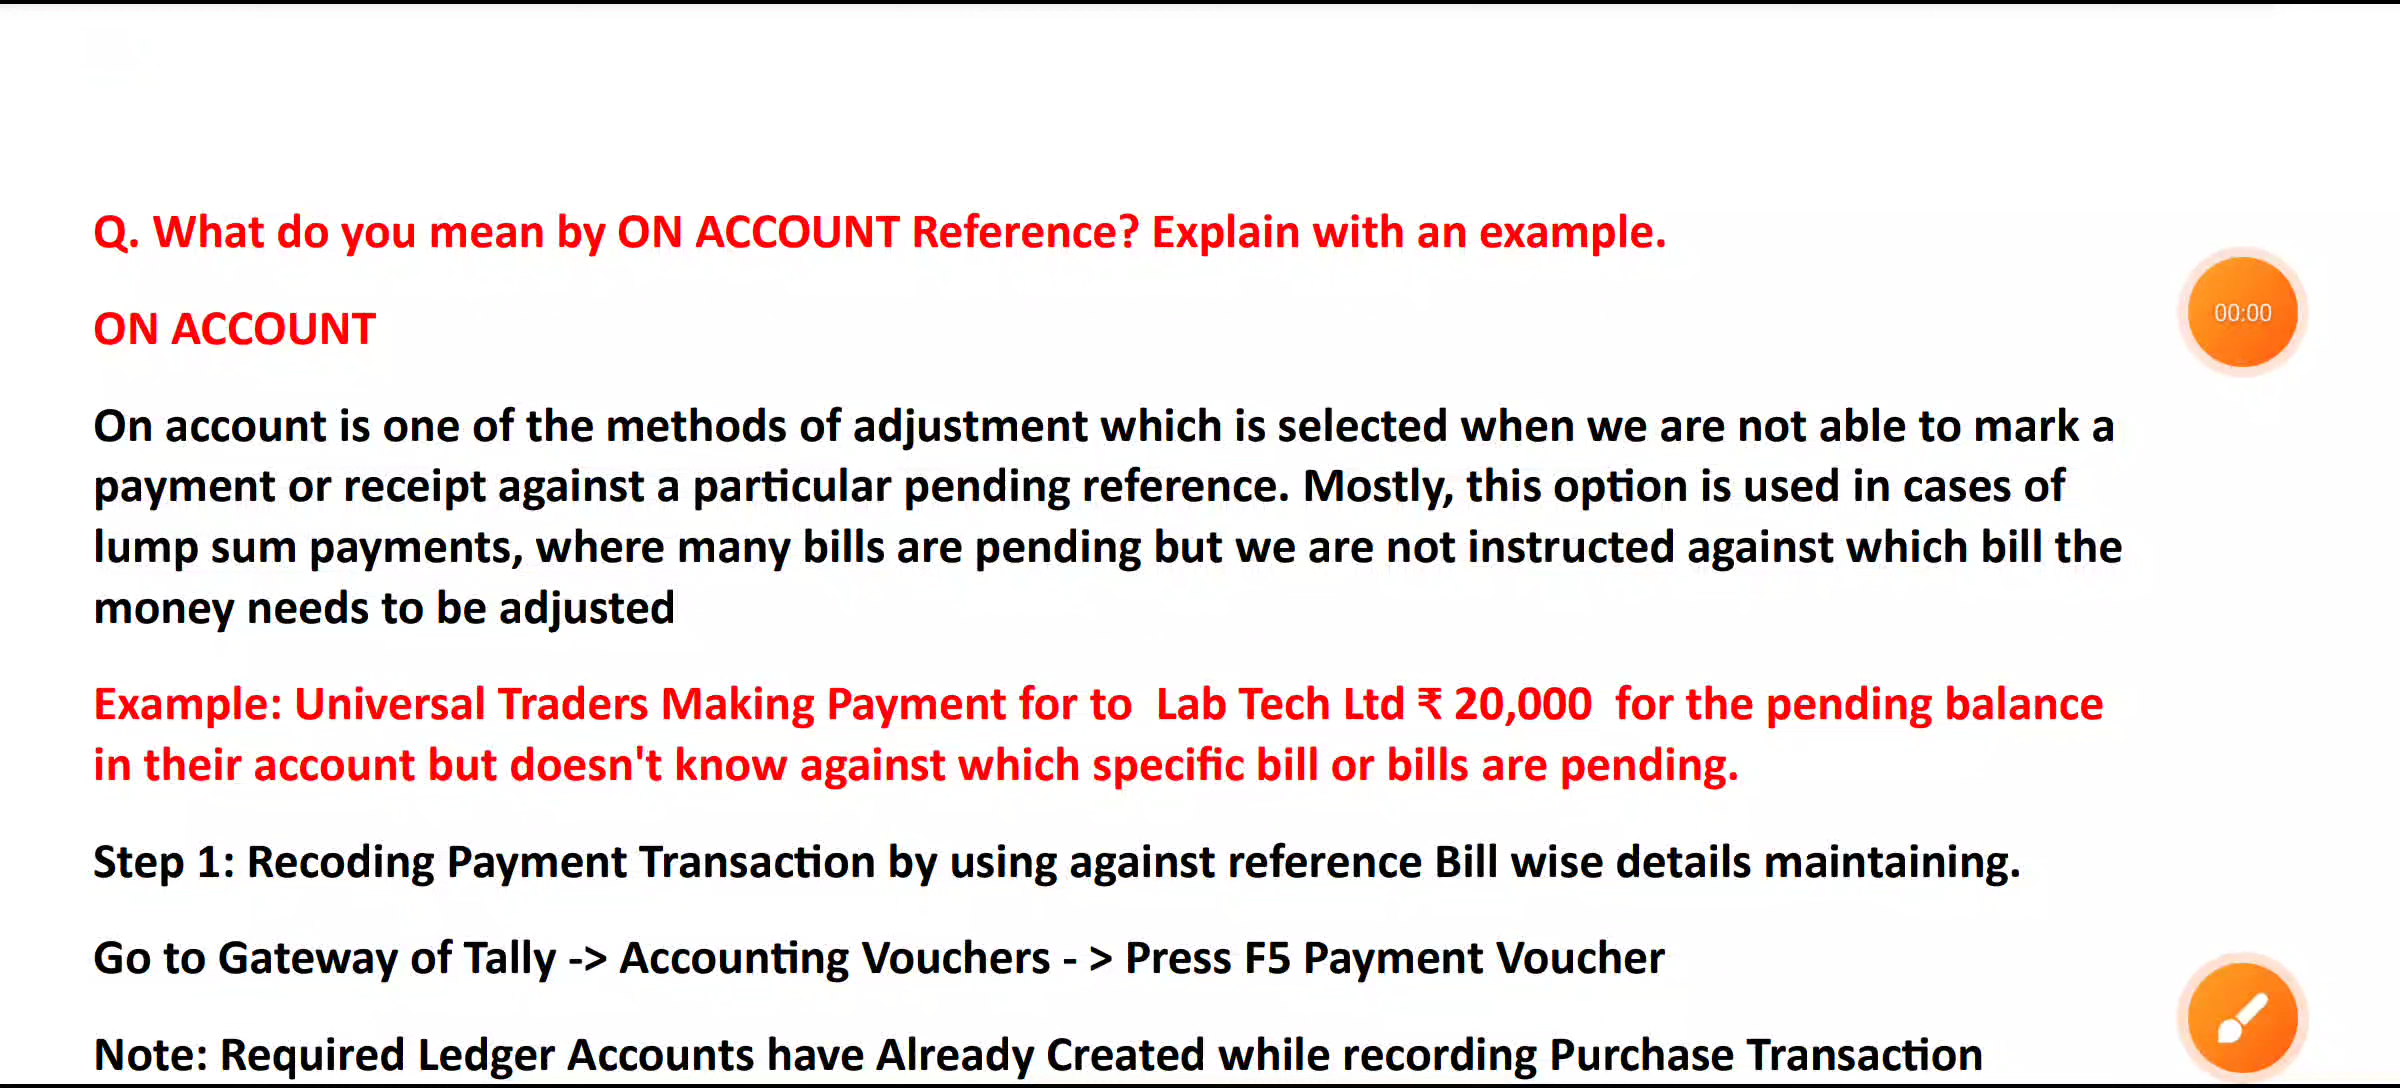 Q. What do you mean by ON ACCOUNT Reference? Explain with an example.
00:00
ON ACCOUNT
On account is one of the methods of adjustment which is selected when we are not able to mark a
payment or receipt against a particular pending reference. Mostly, this option is used in cases of
lump sum payments, where many bills are pending but we are not instructed against which bill the
money needs to be adjusted
Example: Universal Traders Making Payment for to Lab Tech Ltd ₹ 20,000 for the pending balance
in their account but doesn't know against which specific bill or bills are pending.
Step 1: Recoding Payment Transaction by using against reference Bill wise details maintaining.
Go to Gateway of Tally -> Accounting Vouchers - > Press F5 Payment Voucher
Note: Required Ledger Accounts have Already Created while recording Purchase Transaction